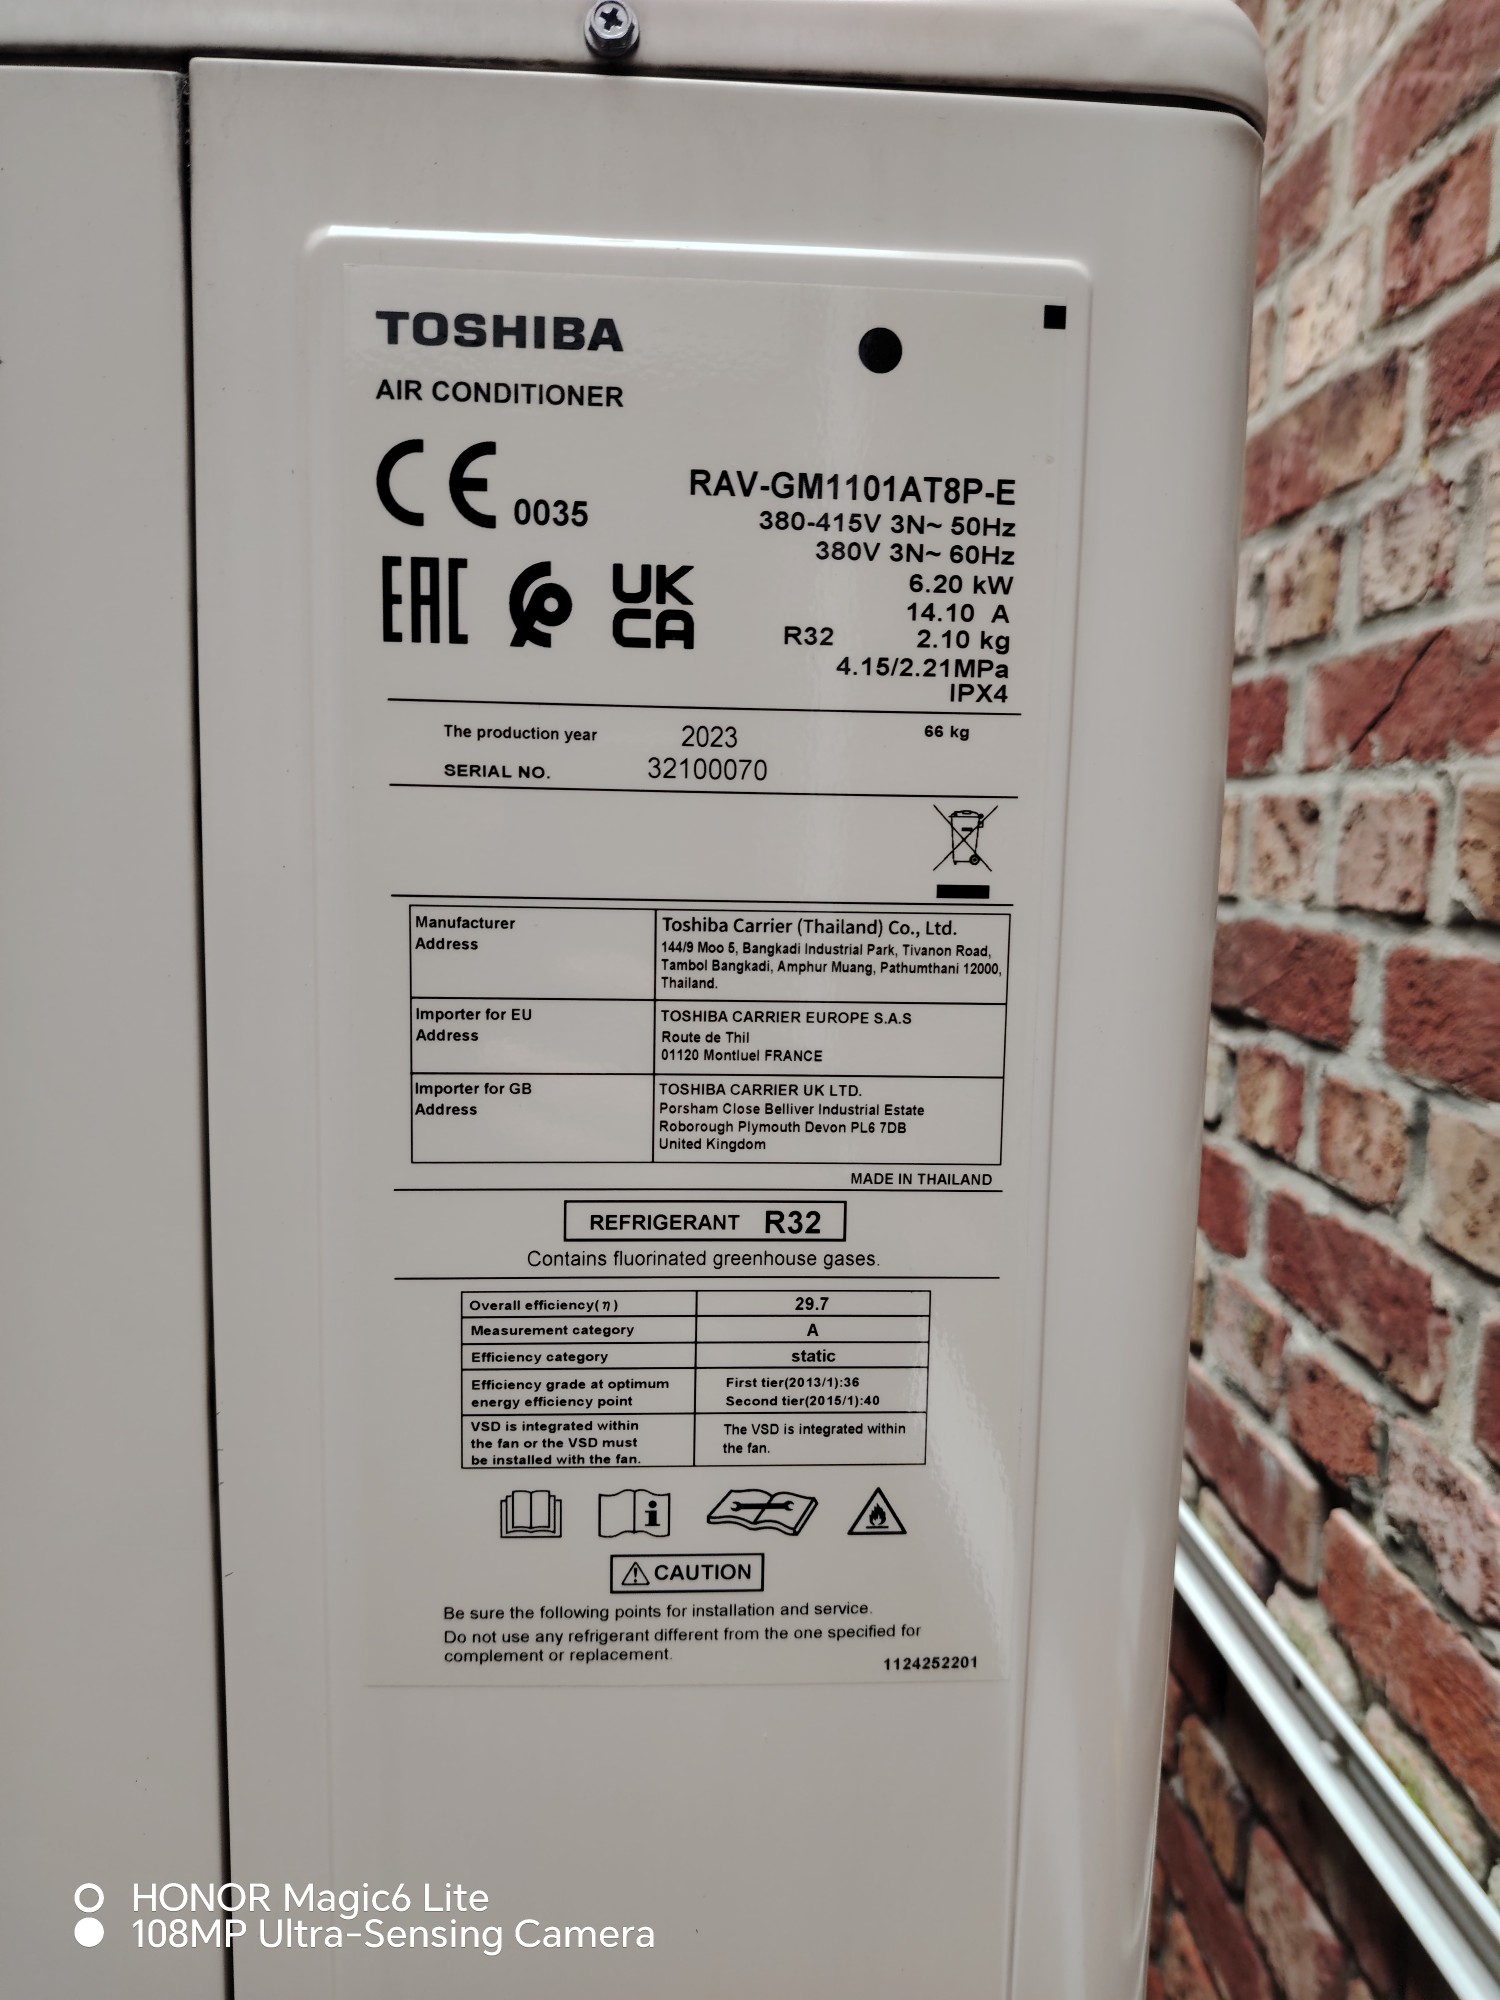 TOSHIBA
AIR CONDITIONER
CE 0035
EAC
UK
CA
RAV-GM1101AT8P-E
380-415V 3N~ 50Hz
380V 3N~ 60Hz
6.20 kW
14.10 A
R32 2.10 kg
4.15/2.21MPa
IPX4
The production year 2023 66 kg
SERIAL NO. 32100070
Manufacturer
Address
Toshiba Carrier (Thailand) Co., Ltd.
144/9 Moo 5, Bangkadi Industrial Park, Tivanon Road,
Tambol Bangkadi, Amphur Muang, Pathumthani 12000,
Thailand.
Importer for EU
Address
TOSHIBA CARRIER EUROPE S.A.S
Route de Thil
01120 Montluel FRANCE
Importer for GB
Address
TOSHIBA CARRIER UK LTD.
Porsham Close Belliver Industrial Estate
Roborough Plymouth Devon PL6 7DB
United Kingdom
MADE IN THAILAND
REFRIGERANT R32
Contains fluorinated greenhouse gases.
Overall efficiency(η) 29.7
Measurement category A
Efficiency category static
Efficiency grade at optimum
energy efficiency point
First tier(2013/1):36
Second tier(2015/1):40
VSD is integrated within
the fan or the VSD must
be installed with the fan.
The VSD is integrated within
the fan.
i
CAUTION
Be sure the following points for installation and service.
Do not use any refrigerant different from the one specified for
complement or replacement.
1124252201
HONOR Magic6 Lite
108MP Ultra-Sensing Camera